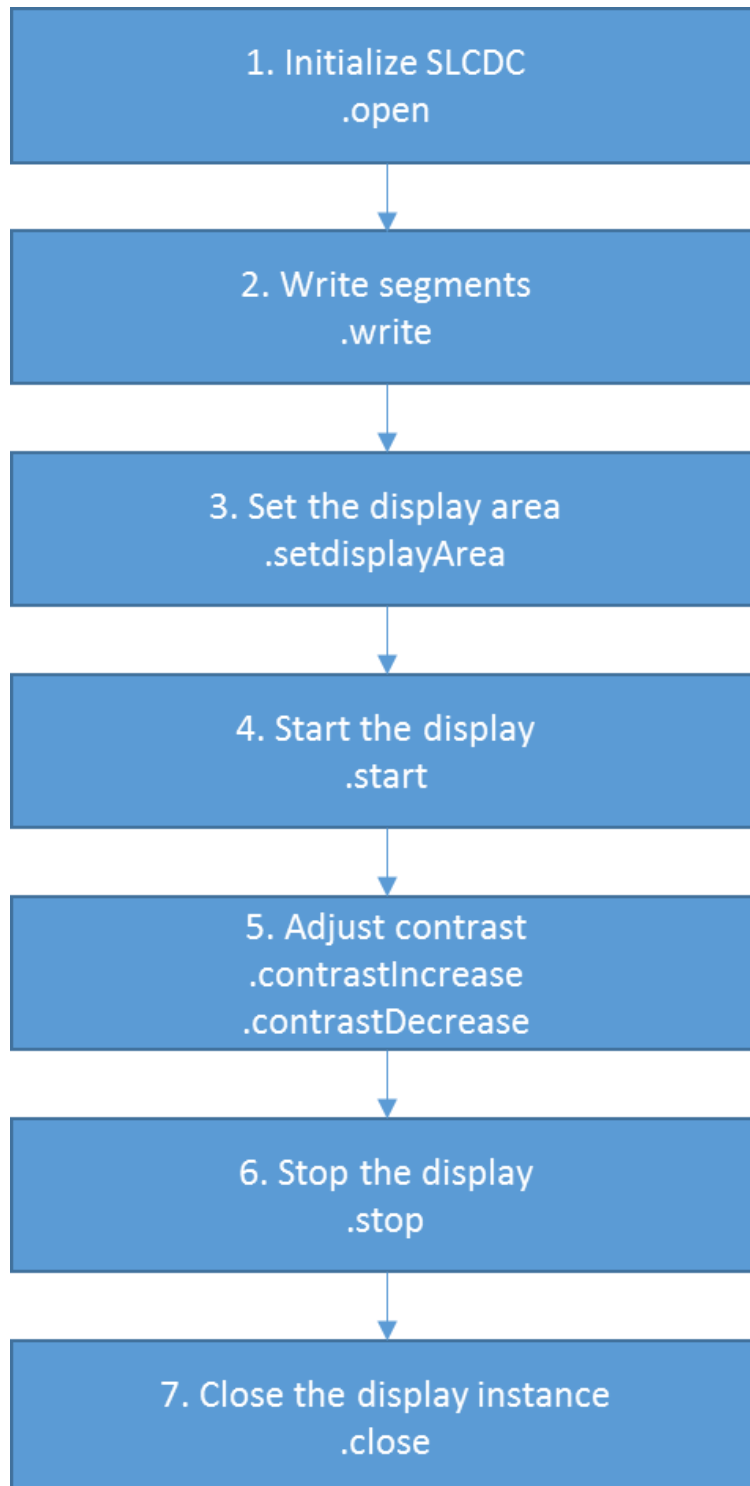 1. Initialize SLCDC
.open
2. Write segments
.write
3. Set the display area
.setdisplayArea
4. Start the display
.start
5. Adjust contrast
.contrastIncrease
.contrastDecrease
6. Stop the display
.stop
7. Close the display instance
.close